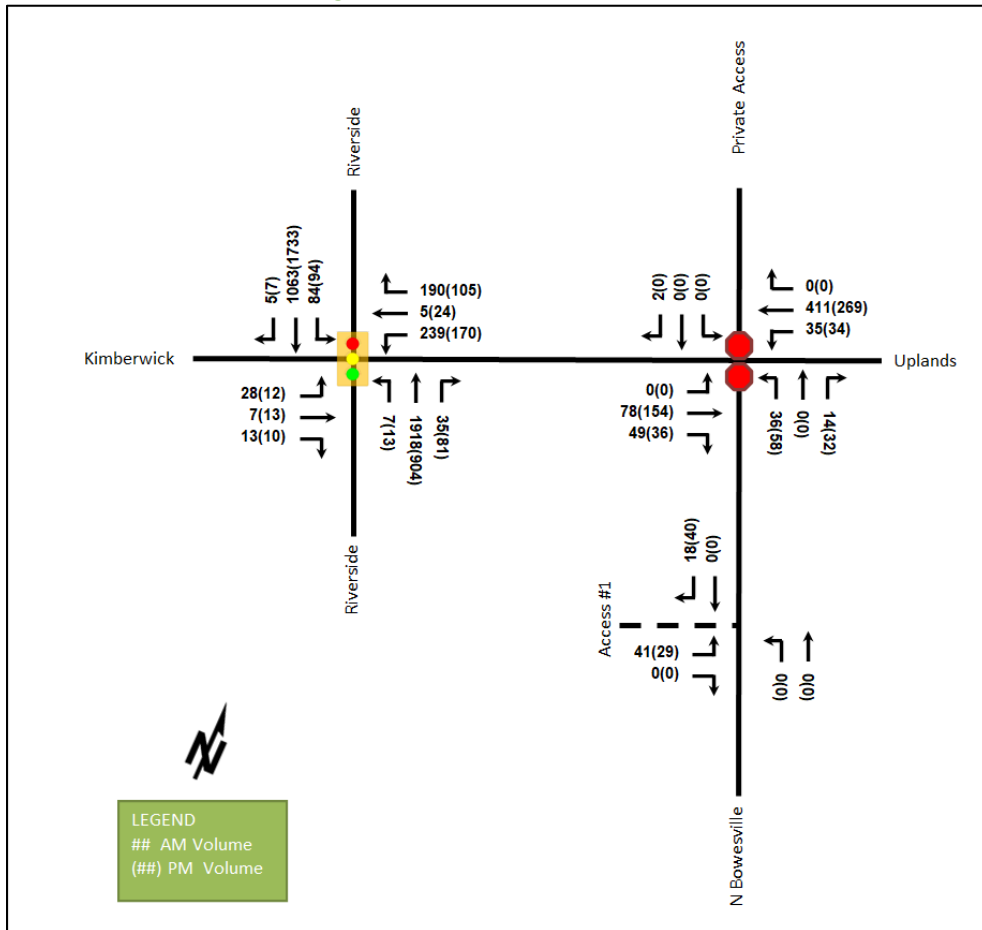 Riverside
Private Access
5(7)
1063(1733)
84(94)
190(105)
5(24)
239(170)
2(0)
0(0)
0(0)
0(0)
411(269)
35(34)
Kimberwick
Uplands
28(12)
7(13)
13(10)
7(13)
1918(904)
35(81)
0(0)
78(154)
49(36)
36(58)
0(0)
14(32)
Riverside
18(40)
0(0)
Access #1
41(29)
0(0)
0(0)
0(0)
N
LEGEND
## AM Volume
(##) PM Volume
N Bowesville